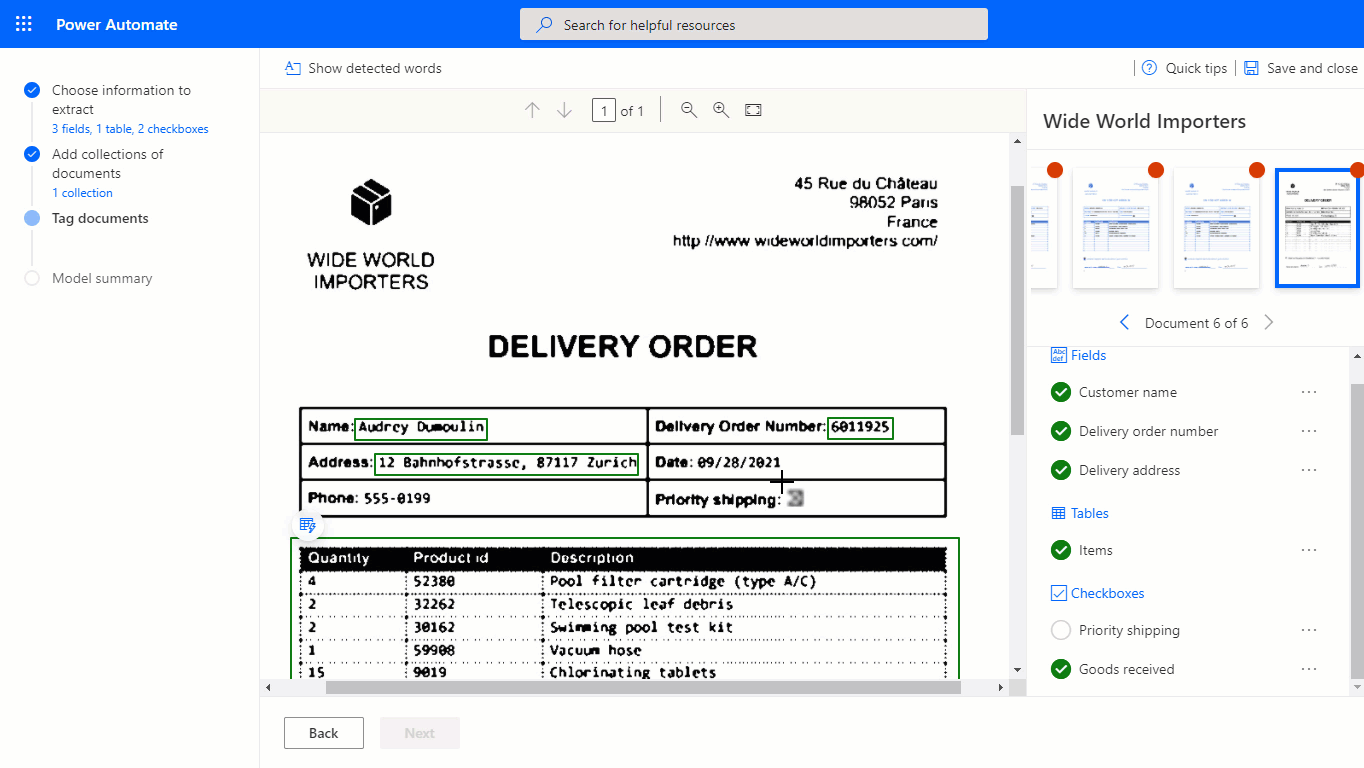 Power Automate
Search for helpful resources
Choose information to
extract
3 fields, 1 table, 2 checkboxes
Add collections of
documents
1 collection
Tag documents
Model summary
Show detected words
Quick tips
Save and close
1 of 1
WIDE WORLD
IMPORTERS
45 Rue du Château
98052 Paris
France
http //www wideworldimporters com/
DELIVERY ORDER
Name: Audrey Dumoulin
Delivery Order Number: 6011925
Address: 12 Bahnhofstrasse, 87117 Zurich
Date: 09/28/2021
Phone: 555-0199
Priority shipping:
Quantity Product id Description
4 52380 Pool filter cartridge (type A/C)
2 32262 Telescopic leaf debris
2 30162 Swimming pool test kit
1 59908 Vacuum hose
15 9019 Chlorinating tablets
Back
Next
Wide World Importers
DELIVERY ORDER
Document 6 of 6
Abc
def
Fields
Customer name
Delivery order number
Delivery address
Tables
Items
Checkboxes
Priority shipping
Goods received